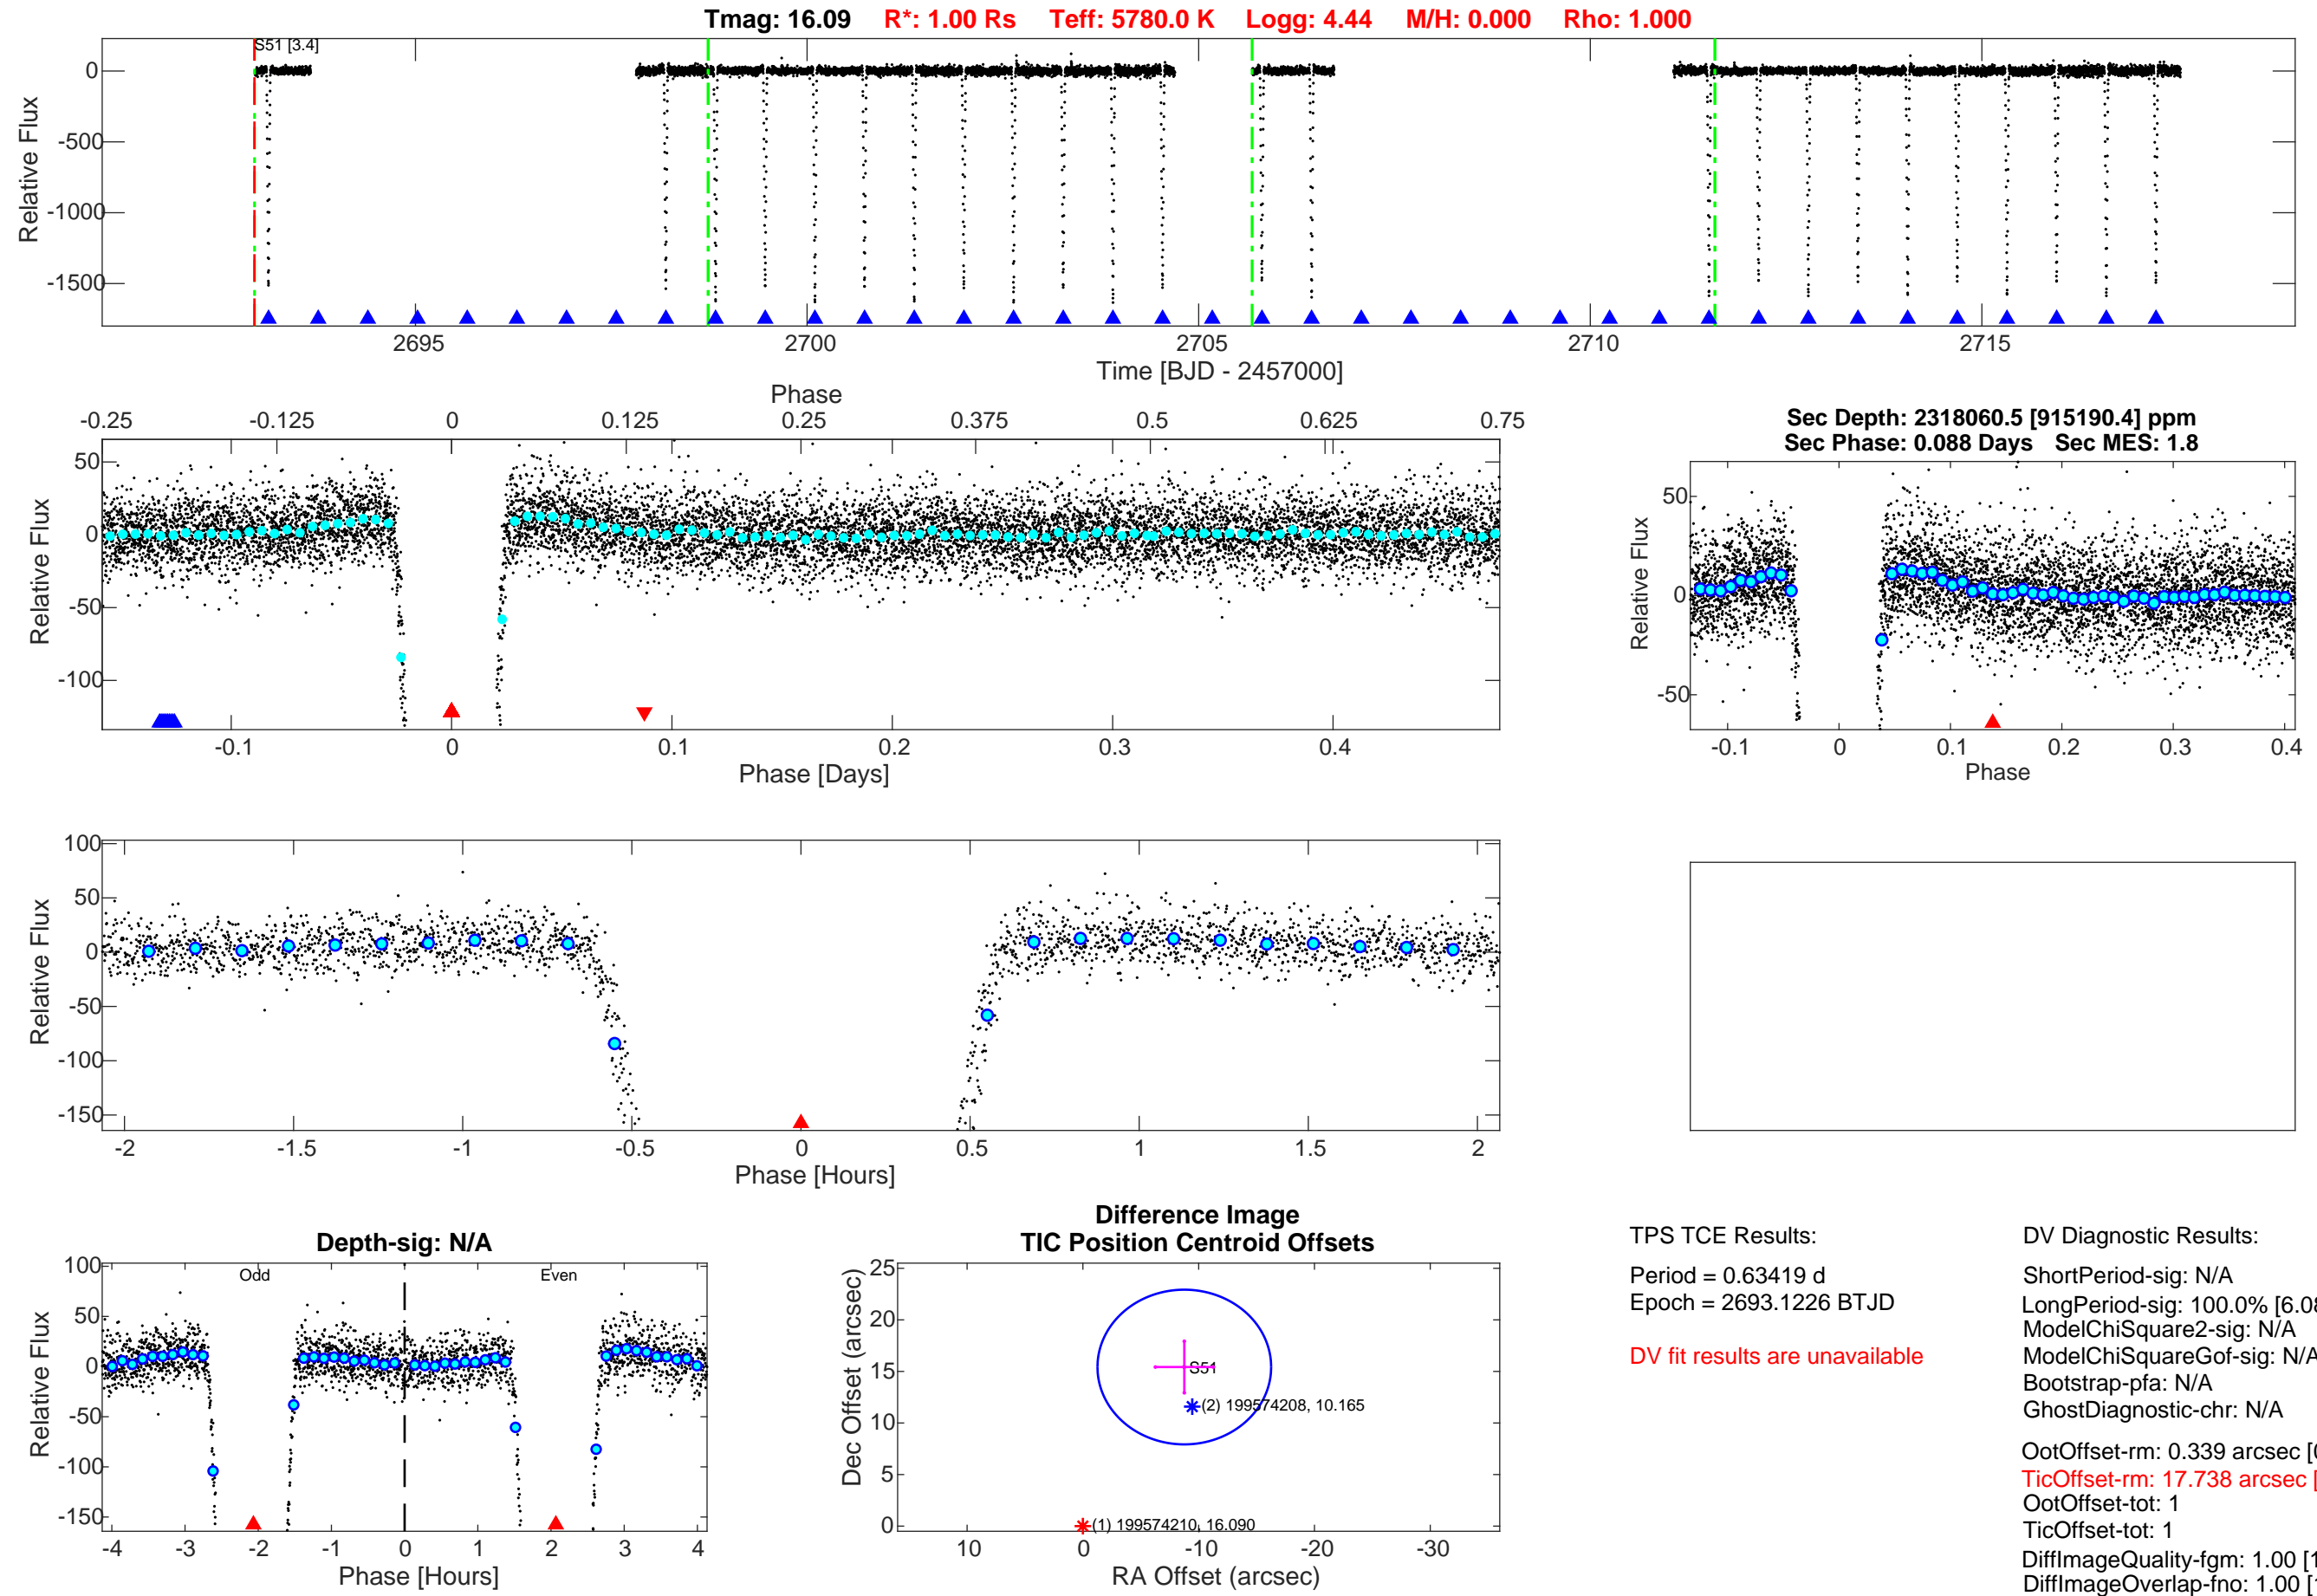 Tmag: 16.09 R*: 1.00 Rs Teff: 5780.0 K Logg: 4.44 M/H: 0.000 Rho: 1.000
S51 [3.4]
0
-500
-1000
-1500
Relative Flux
2695 2700 2705 2710 2715
Time [BJD - 2457000]
Phase
-0.25 -0.125 0 0.125 0.25 0.375 0.5 0.625 0.75
50
0
-50
-100
Relative Flux
-0.1 0 0.1 0.2 0.3 0.4
Phase [Days]
Sec Depth: 2318060.5 [915190.4] ppm
Sec Phase: 0.088 Days Sec MES: 1.8
50
0
-50
Relative Flux
-0.1 0 0.1 0.2 0.3 0.4
Phase
100
50
0
-50
-100
-150
Relative Flux
-2 -1.5 -1 -0.5 0 0.5 1 1.5 2
Phase [Hours]
Depth-sig: N/A
Odd Even
100
50
0
-50
-100
-150
Relative Flux
-4 -3 -2 -1 0 1 2 3 4
Phase [Hours]
Difference Image
TIC Position Centroid Offsets
25
20
15
10
5
0
Dec Offset (arcsec)
S51
(2) 199574208, 10.165
(1) 199574210, 16.090
10 0 -10 -20 -30
RA Offset (arcsec)
TPS TCE Results:
Period = 0.63419 d
Epoch = 2693.1226 BTJD
DV fit results are unavailable
DV Diagnostic Results:
ShortPeriod-sig: N/A
LongPeriod-sig: 100.0% [6.08
ModelChiSquare2-sig: N/A
ModelChiSquareGof-sig: N/A
Bootstrap-pfa: N/A
GhostDiagnostic-chr: N/A
OotOffset-rm: 0.339 arcsec [
TicOffset-rm: 17.738 arcsec [
OotOffset-tot: 1
TicOffset-tot: 1
DiffImageQuality-fgm: 1.00 [1
DiffImageOverlap-fno: 1.00 [